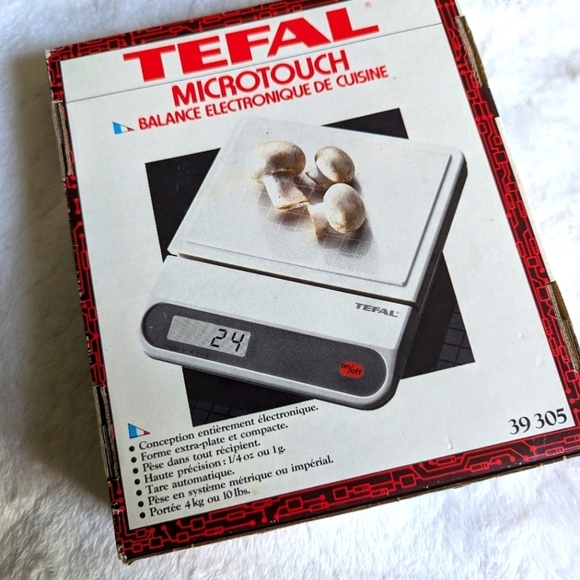 TEFAL
MICROTOUCH
BALANCE ELECTRONIQUE DE CUISINE
TEFAL
24
on/off
39 305
• Conception entièrement électronique.
• Forme extra-plate et compacte.
• Pèse dans tout récipient.
• Haute précision : 1/4 oz ou 1 g.
• Tare automatique.
• Pèse en système métrique ou impérial.
• Portée 4 kg ou 10 lbs.